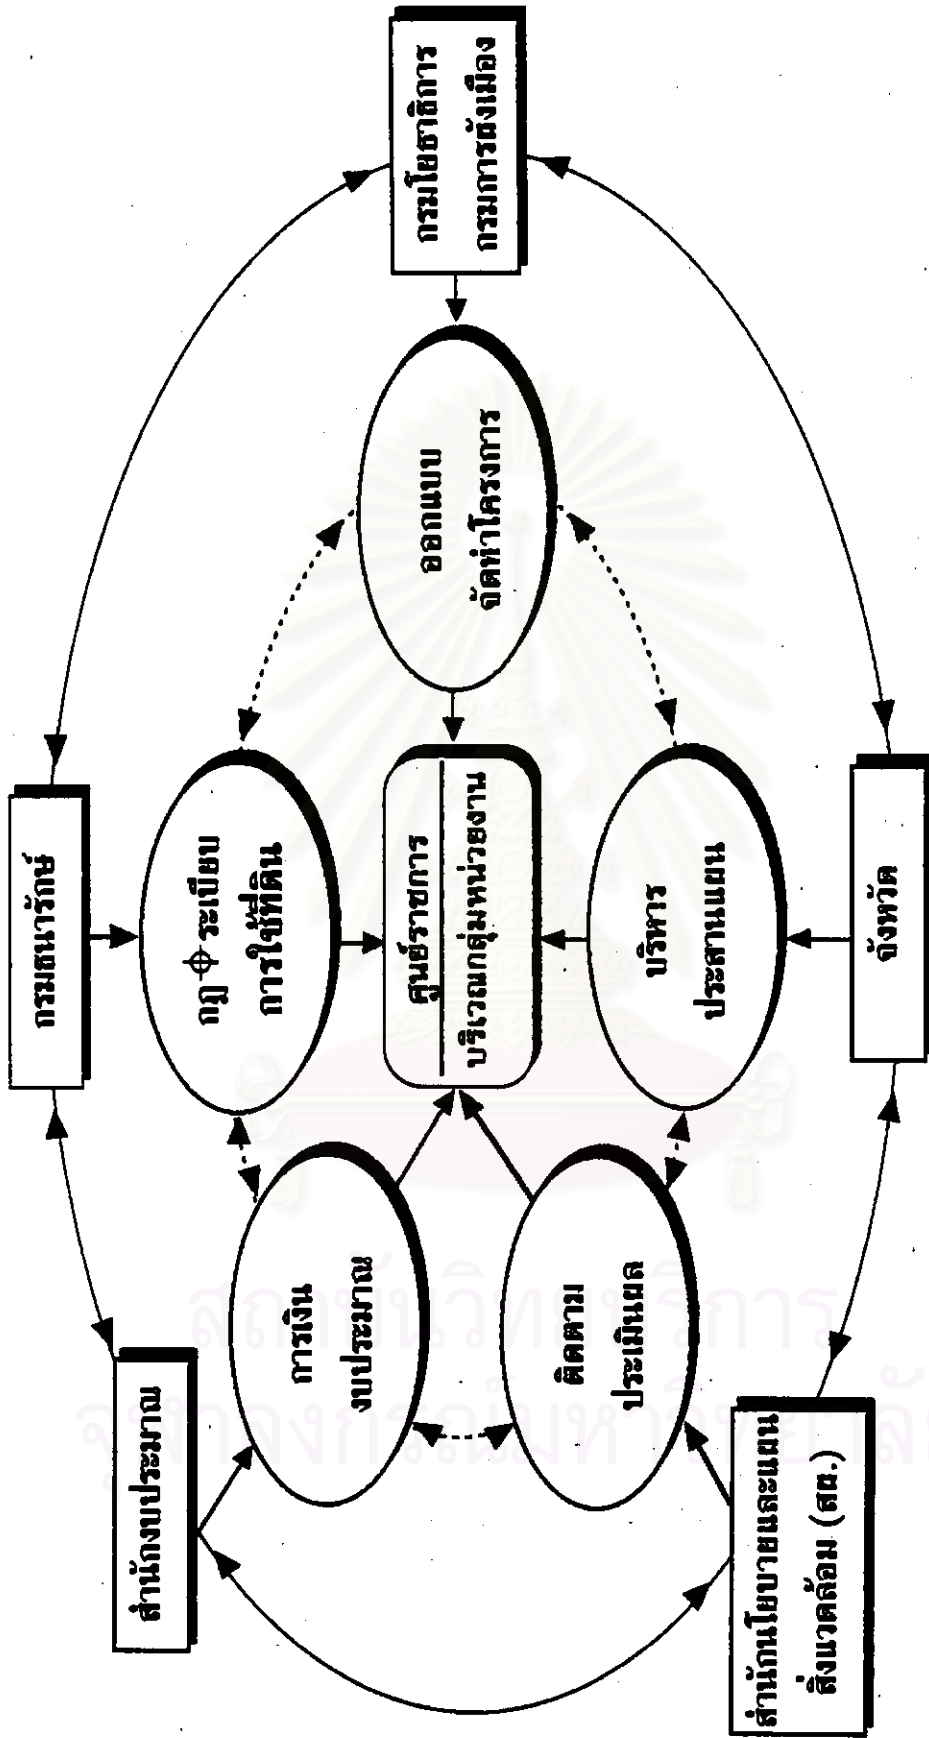 กรมโยธาธิการ
กรมการผังเมือง
ออกแบบ
จัดทำโครงการ
กรมธนารักษ์
กฎ ระเบียบ
การใช้ที่ดิน
ศูนย์ราชการ
บริเวณกลุ่มหน่วยงาน
บริหาร
ประสานแผน
จังหวัด
การเงิน
งบประมาณ
ติดตาม
ประเมินผล
สำนักงบประมาณ
สำนักนโยบายและแผน
สิ่งแวดล้อม (สผ.)
สถาบันวิทยบริการ
จุฬาลงกรณ์มหาวิทยาลัย